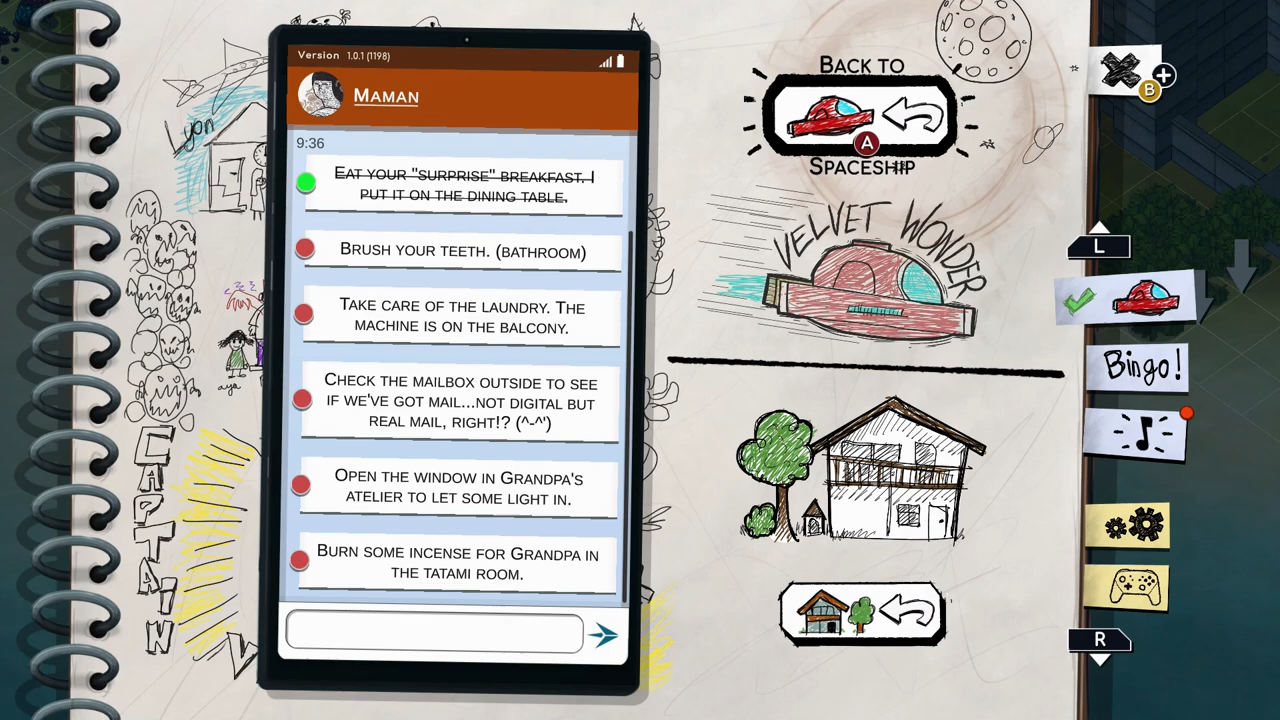 Version 1.0.1 (1198)
MAMAN
9:36
EAT YOUR "SURPRISE" BREAKFAST. I
PUT IT ON THE DINING TABLE.
BRUSH YOUR TEETH. (BATHROOM)
TAKE CARE OF THE LAUNDRY. THE
MACHINE IS ON THE BALCONY.
CHECK THE MAILBOX OUTSIDE TO SEE
IF WE'VE GOT MAIL...NOT DIGITAL BUT
REAL MAIL, RIGHT!? (^-^')
OPEN THE WINDOW IN GRANDPA'S
ATELIER TO LET SOME LIGHT IN.
BURN SOME INCENSE FOR GRANDPA IN
THE TATAMI ROOM.
Lyon
aya
CAPTAIN
BACK TO
A
SPACESHIP
VELVET WONDER
B
L
Bingo!
R